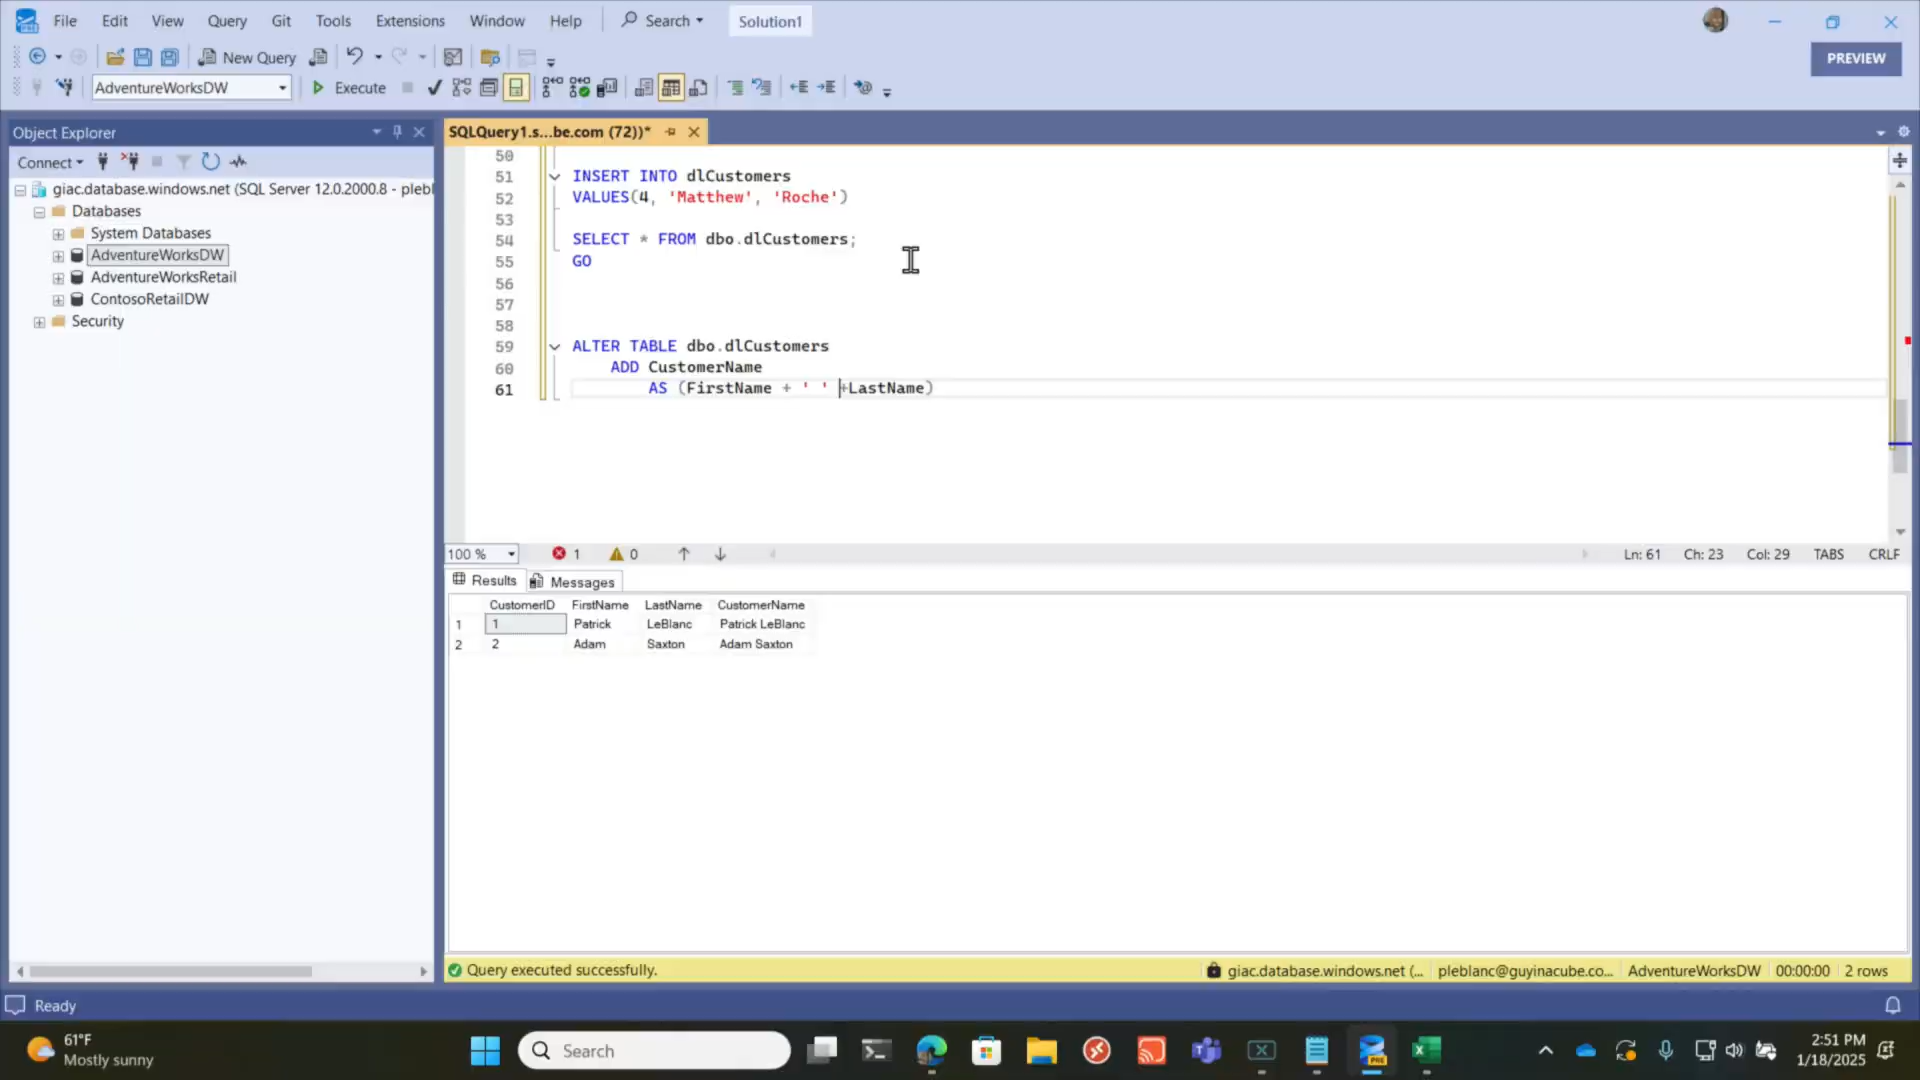 File Edit View Query Git Tools Extensions Window Help Search Solution1
New Query PREVIEW
AdventureWorksDW Execute
Object Explorer
Connect
giac.database.windows.net (SQL Server 12.0.2000.8 - plebl
Databases
System Databases
AdventureWorksDW
AdventureWorksRetail
ContosoRetailDW
Security
SQLQuery1.s...be.com (72))*
50
51 INSERT INTO dlCustomers
52 VALUES(4, 'Matthew', 'Roche')
53
54 SELECT * FROM dbo.dlCustomers;
55 GO
56
57
58
59 ALTER TABLE dbo.dlCustomers
60 ADD CustomerName
61 AS (FirstName + ' ' +LastName)
100 % 1 0 Ln: 61 Ch: 23 Col: 29 TABS CRLF
Results Messages
CustomerID FirstName LastName CustomerName
1 1 Patrick LeBlanc Patrick LeBlanc
2 2 Adam Saxton Adam Saxton
Query executed successfully. giac.database.windows.net (... pleblanc@guyinacube.co... AdventureWorksDW 00:00:00 2 rows
Ready
61°F
Mostly sunny
Search
PRE
2:51 PM
1/18/2025